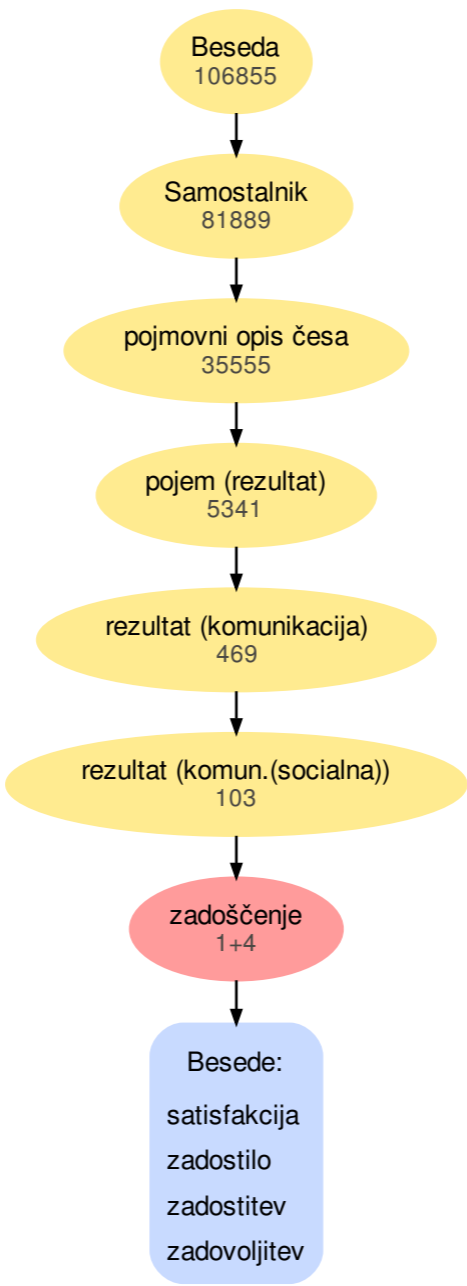 Beseda
106855
Samostalnik
81889
pojmovni opis česa
35555
pojem (rezultat)
5341
rezultat (komunikacija)
469
rezultat (komun.(socialna))
103
zadoščenje
1+4
Besede:
satisfakcija
zadostilo
zadostitev
zadovoljitev